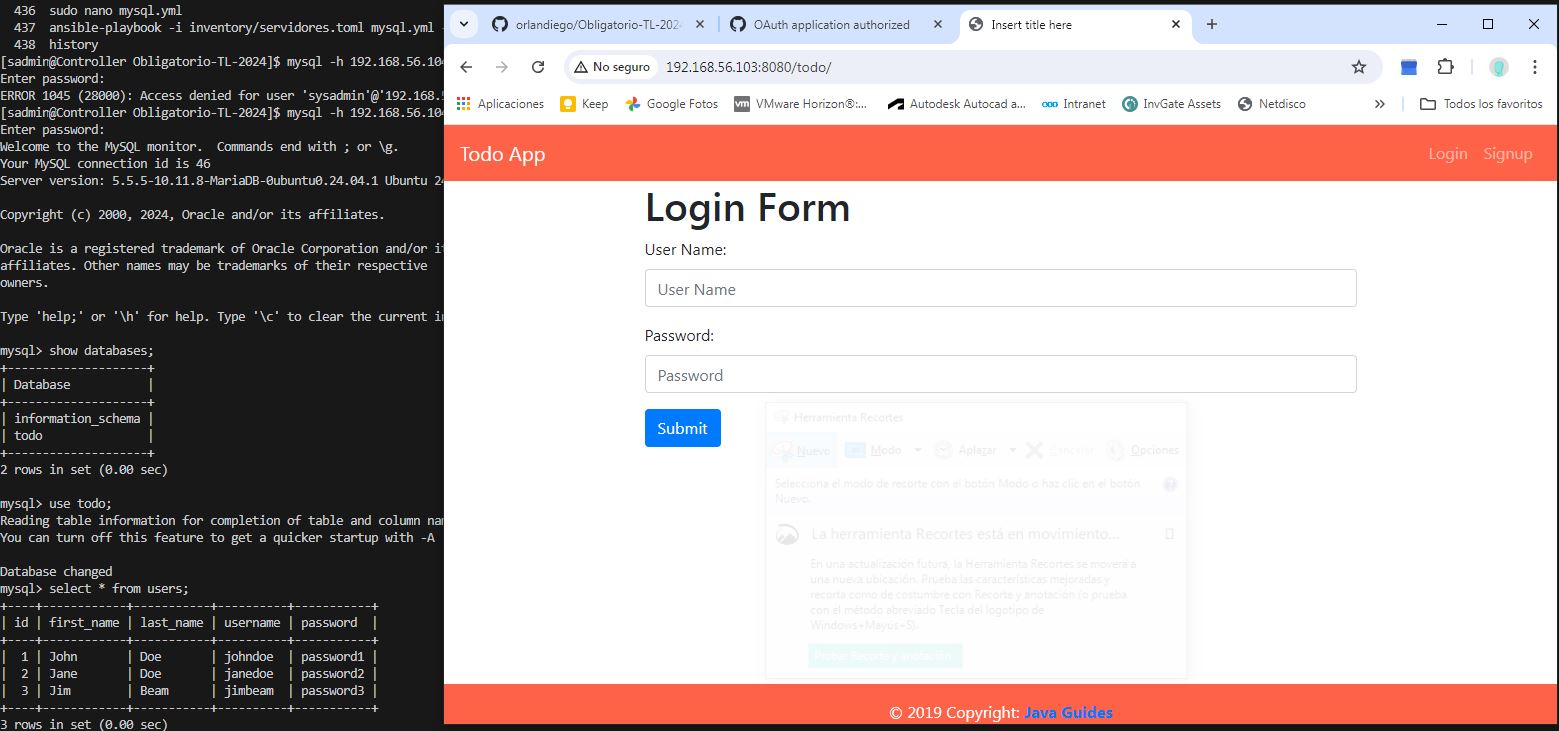 436  sudo nano mysql.yml
437  ansible-playbook -i inventory/servidores.toml mysql.yml -
438  history
[sadmin@Controller Obligatorio-TL-2024]$ mysql -h 192.168.56.104
Enter password:
ERROR 1045 (28000): Access denied for user 'sysadmin'@'192.168.5
[sadmin@Controller Obligatorio-TL-2024]$ mysql -h 192.168.56.104
Enter password:
Welcome to the MySQL monitor.  Commands end with ; or \g.
Your MySQL connection id is 46
Server version: 5.5.5-10.11.8-MariaDB-0ubuntu0.24.04.1 Ubuntu 24
Copyright (c) 2000, 2024, Oracle and/or its affiliates.
Oracle is a registered trademark of Oracle Corporation and/or it
affiliates. Other names may be trademarks of their respective
owners.
Type 'help;' or '\h' for help. Type '\c' to clear the current in
mysql> show databases;
+--------------------+
| Database           |
+--------------------+
| information_schema |
| todo               |
+--------------------+
2 rows in set (0.00 sec)
mysql> use todo;
Reading table information for completion of table and column nam
You can turn off this feature to get a quicker startup with -A
Database changed
mysql> select * from users;
+----+------------+-----------+----------+-----------+
| id | first_name | last_name | username | password  |
+----+------------+-----------+----------+-----------+
|  1 | John       | Doe       | johndoe  | password1 |
|  2 | Jane       | Doe       | janedoe  | password2 |
|  3 | Jim        | Beam      | jimbeam  | password3 |
+----+------------+-----------+----------+-----------+
3 rows in set (0.00 sec)
orlandiego/Obligatorio-TL-2024
OAuth application authorized
Insert title here
No seguro
192.168.56.103:8080/todo/
Aplicaciones
Keep
Google Fotos
VMware Horizon®:...
Autodesk Autocad a...
Intranet
InvGate Assets
Netdisco
Todos los favoritos
Todo App
Login
Signup
Login Form
User Name:
User Name
Password:
Password
Submit
Herramienta Recortes
Nuevo
Modo
Aplazar
Cancelar
Opciones
Selecciona el modo de recorte con el botón Modo o haz clic en el botón
Nuevo.
La herramienta Recortes está en movimiento...
En una actualización futura, la Herramienta Recortes se moverá a
una nueva ubicación. Prueba las características mejoradas y
recorta como de costumbre con Recorte y anotación (o prueba
con el método abreviado Tecla del logotipo de
Windows+Mayús+S).
Probar Recorte y anotación
© 2019 Copyright: Java Guides